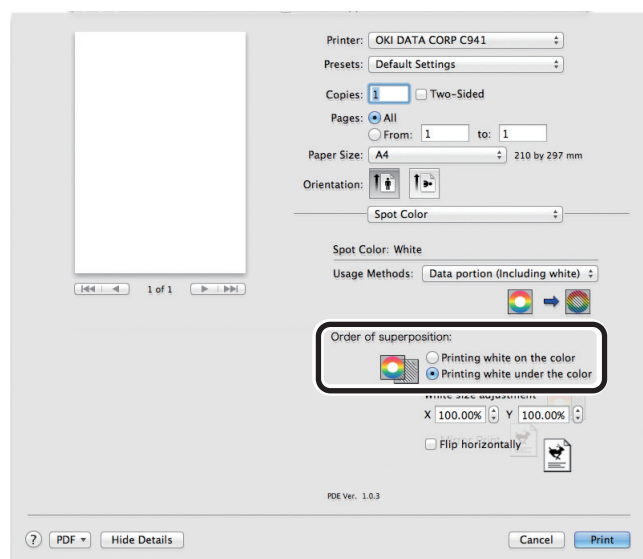 Printer: OKI DATA CORP C941
Presets: Default Settings
Copies: 1 Two-Sided
Pages: All
From: 1 to: 1
Paper Size: A4 210 by 297 mm
Orientation:
Spot Color
Spot Color: White
Usage Methods: Data portion (Including white)
1 of 1
Order of superposition:
Printing white on the color
Printing white under the color
White size adjustment
X 100.00% Y 100.00%
Flip horizontally
PDE Ver. 1.0.3
? PDF Hide Details Cancel Print